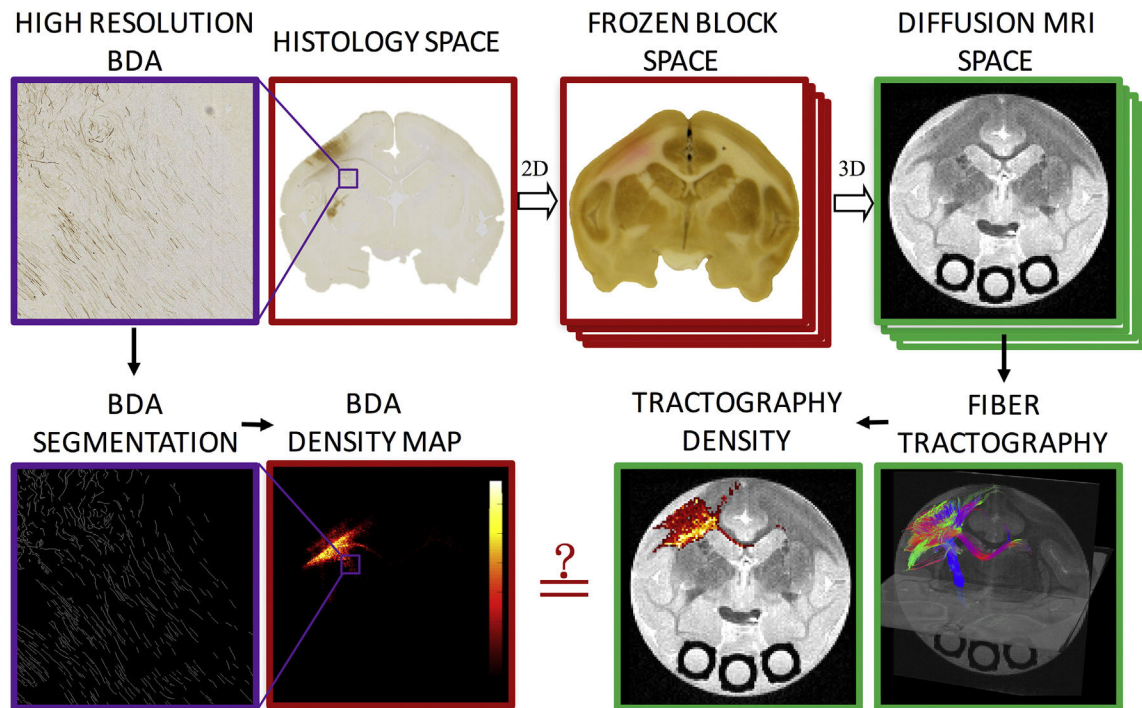 HIGH RESOLUTION
BDA
HISTOLOGY SPACE
FROZEN BLOCK
SPACE
DIFFUSION MRI
SPACE
2D
3D
BDA
SEGMENTATION
BDA
DENSITY MAP
?
TRACTOGRAPHY
DENSITY
FIBER
TRACTOGRAPHY